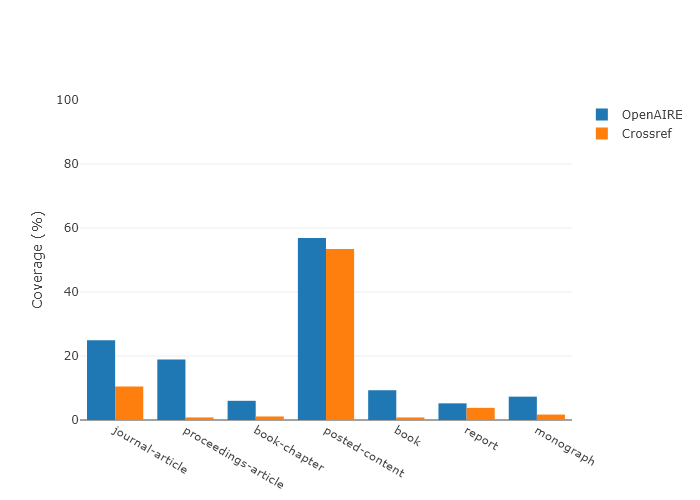 100
80
60
40
20
0
Coverage (%)
journal-article
proceedings-article
book-chapter
posted-content
book
report
monograph
OpenAIRE
Crossref